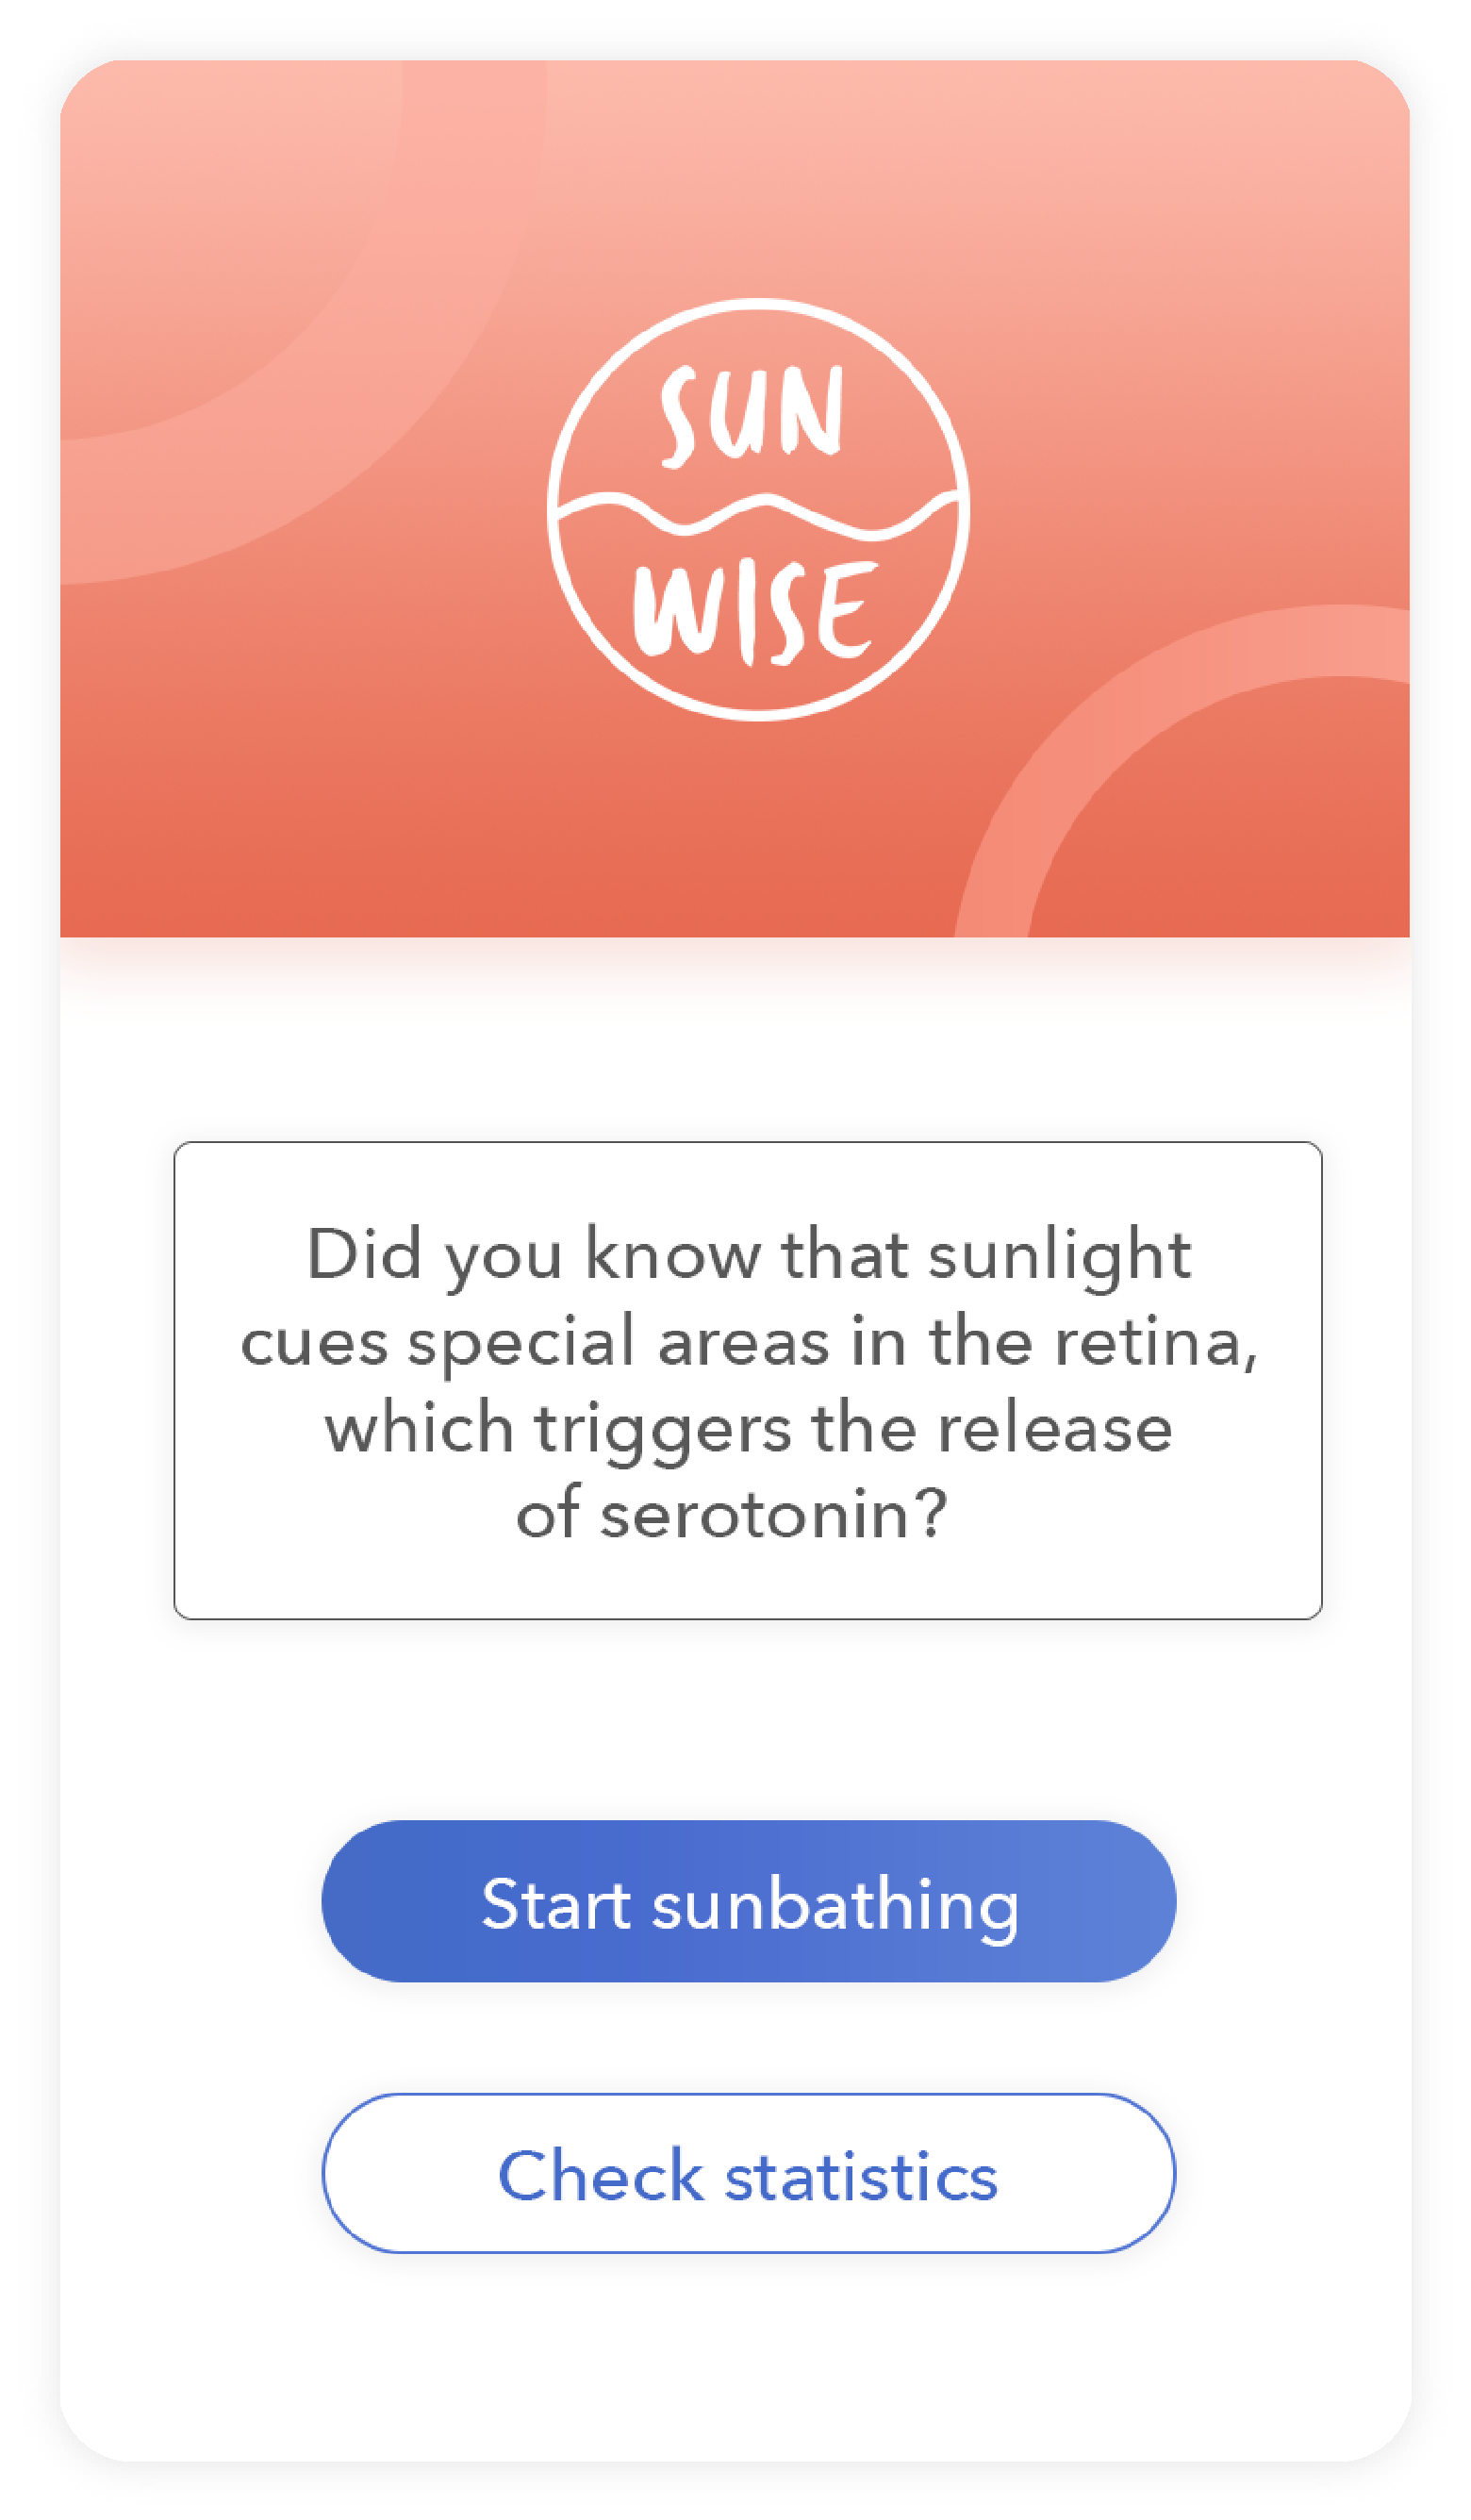 SUN
WISE
Did you know that sunlight
cues special areas in the retina,
which triggers the release
of serotonin?
Start sunbathing
Check statistics